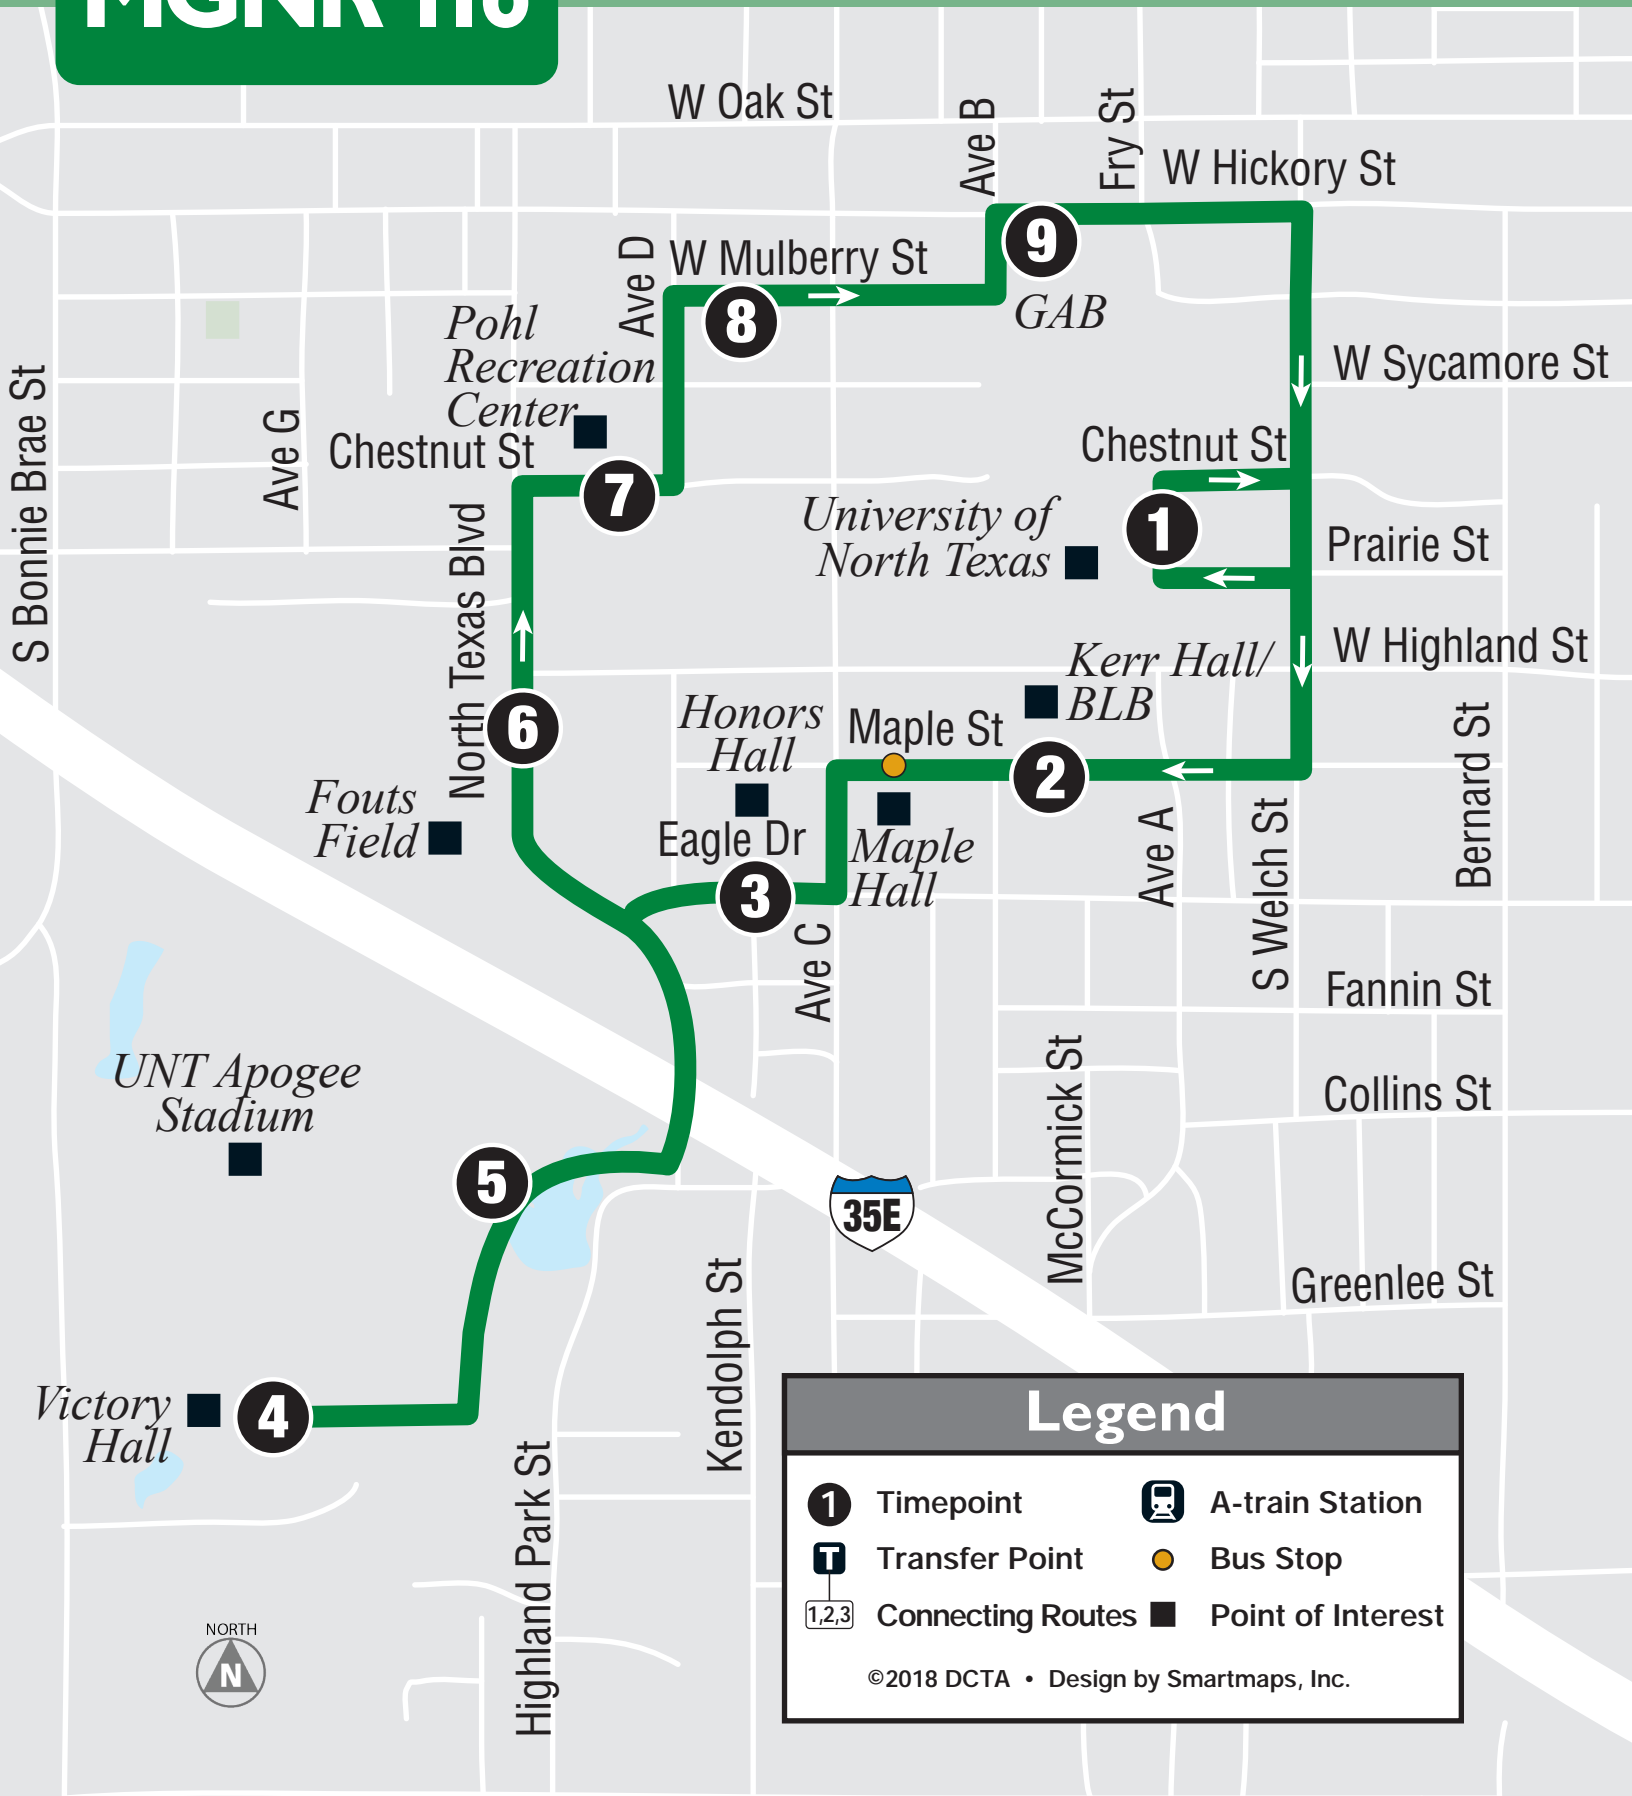 MGNR 116
W Oak St
Ave B
Fry St
W Hickory St
Ave D
W Mulberry St
9
GAB
8
Pohl
Recreation
Center
W Sycamore St
S Bonnie Brae St
Ave G
Chestnut St
7
Chestnut St
University of
North Texas
1
Prairie St
North Texas Blvd
W Highland St
Kerr Hall/
BLB
6
Honors
Hall
Maple St
2
Bernard St
Fouts
Field
Eagle Dr
Maple
Hall
Ave A
S Welch St
3
Ave C
Fannin St
UNT Apogee
Stadium
McCormick St
Collins St
5
35E
Kendolph St
Greenlee St
Victory
Hall
4
Highland Park St
NORTH
N
Legend
1 Timepoint
A-train Station
T Transfer Point
Bus Stop
1,2,3 Connecting Routes
Point of Interest
©2018 DCTA • Design by Smartmaps, Inc.